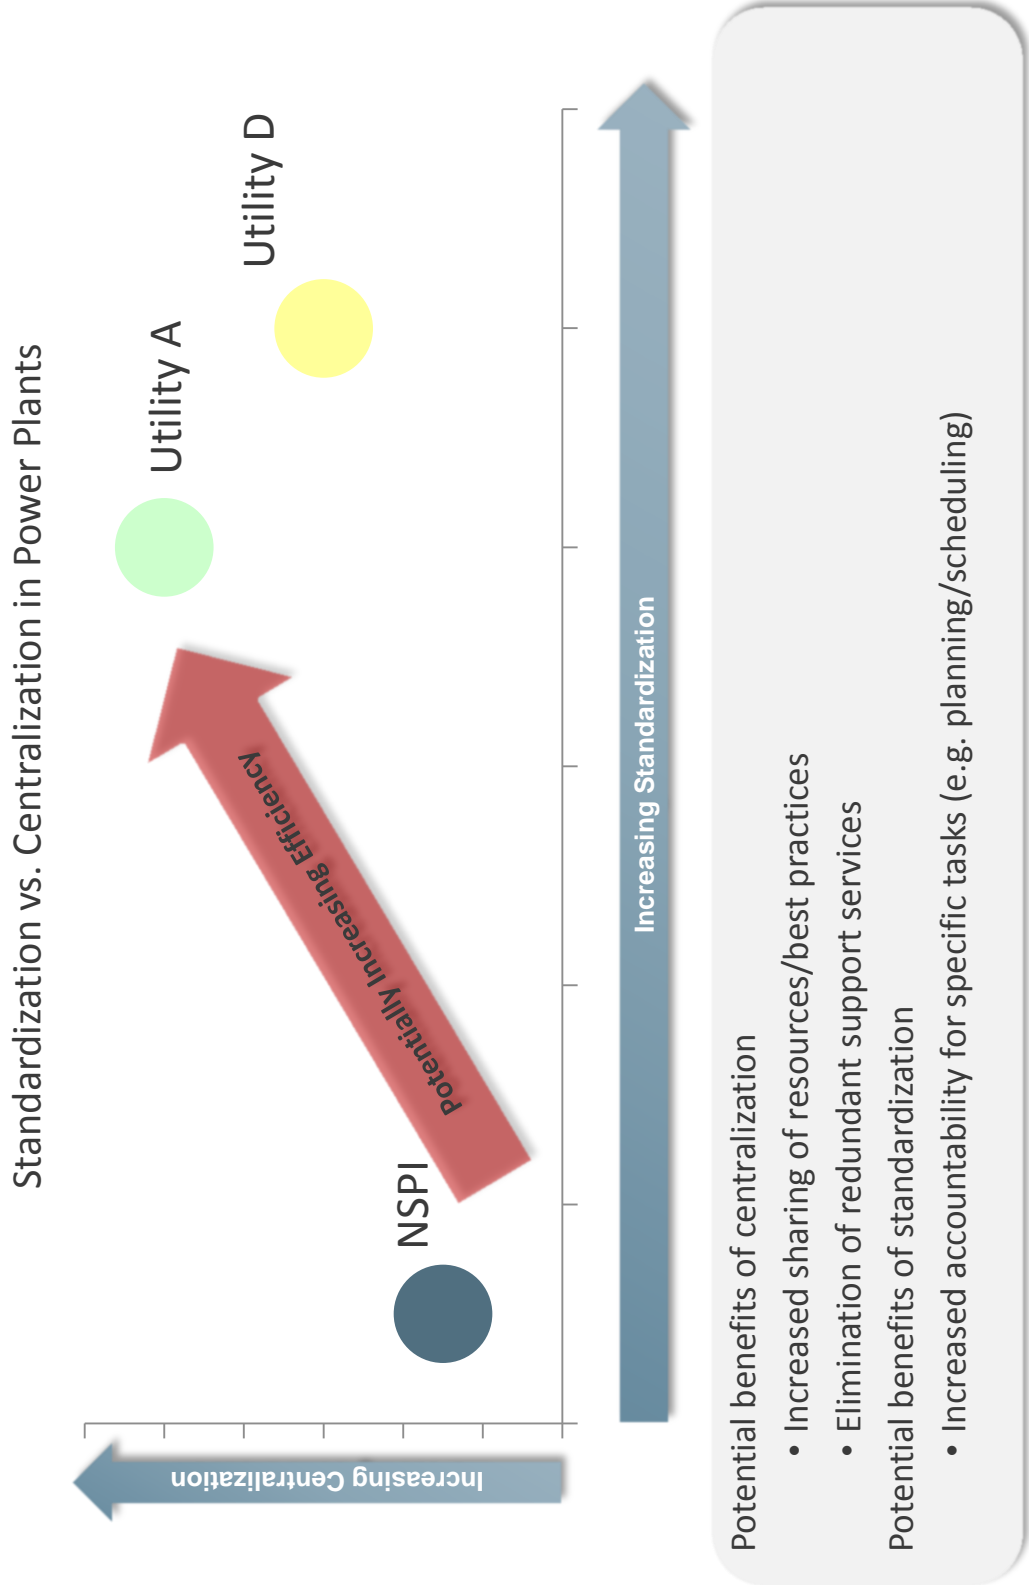 Standardization vs. Centralization in Power Plants
Increasing Centralization
Utility A
Utility D
Potentially Increasing Efficiency
NSPI
Increasing Standardization
Potential benefits of centralization
• Increased sharing of resources/best practices
• Elimination of redundant support services
Potential benefits of standardization
• Increased accountability for specific tasks (e.g. planning/scheduling)